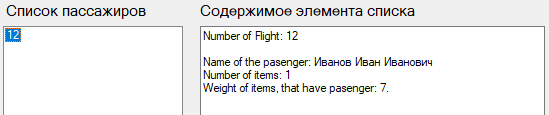 Список пассажиров
Содержимое элемента списка
12
Number of Flight: 12
Name of the pasenger: Иванов Иван Иванович
Number of items: 1
Weight of items, that have pasenger: 7.